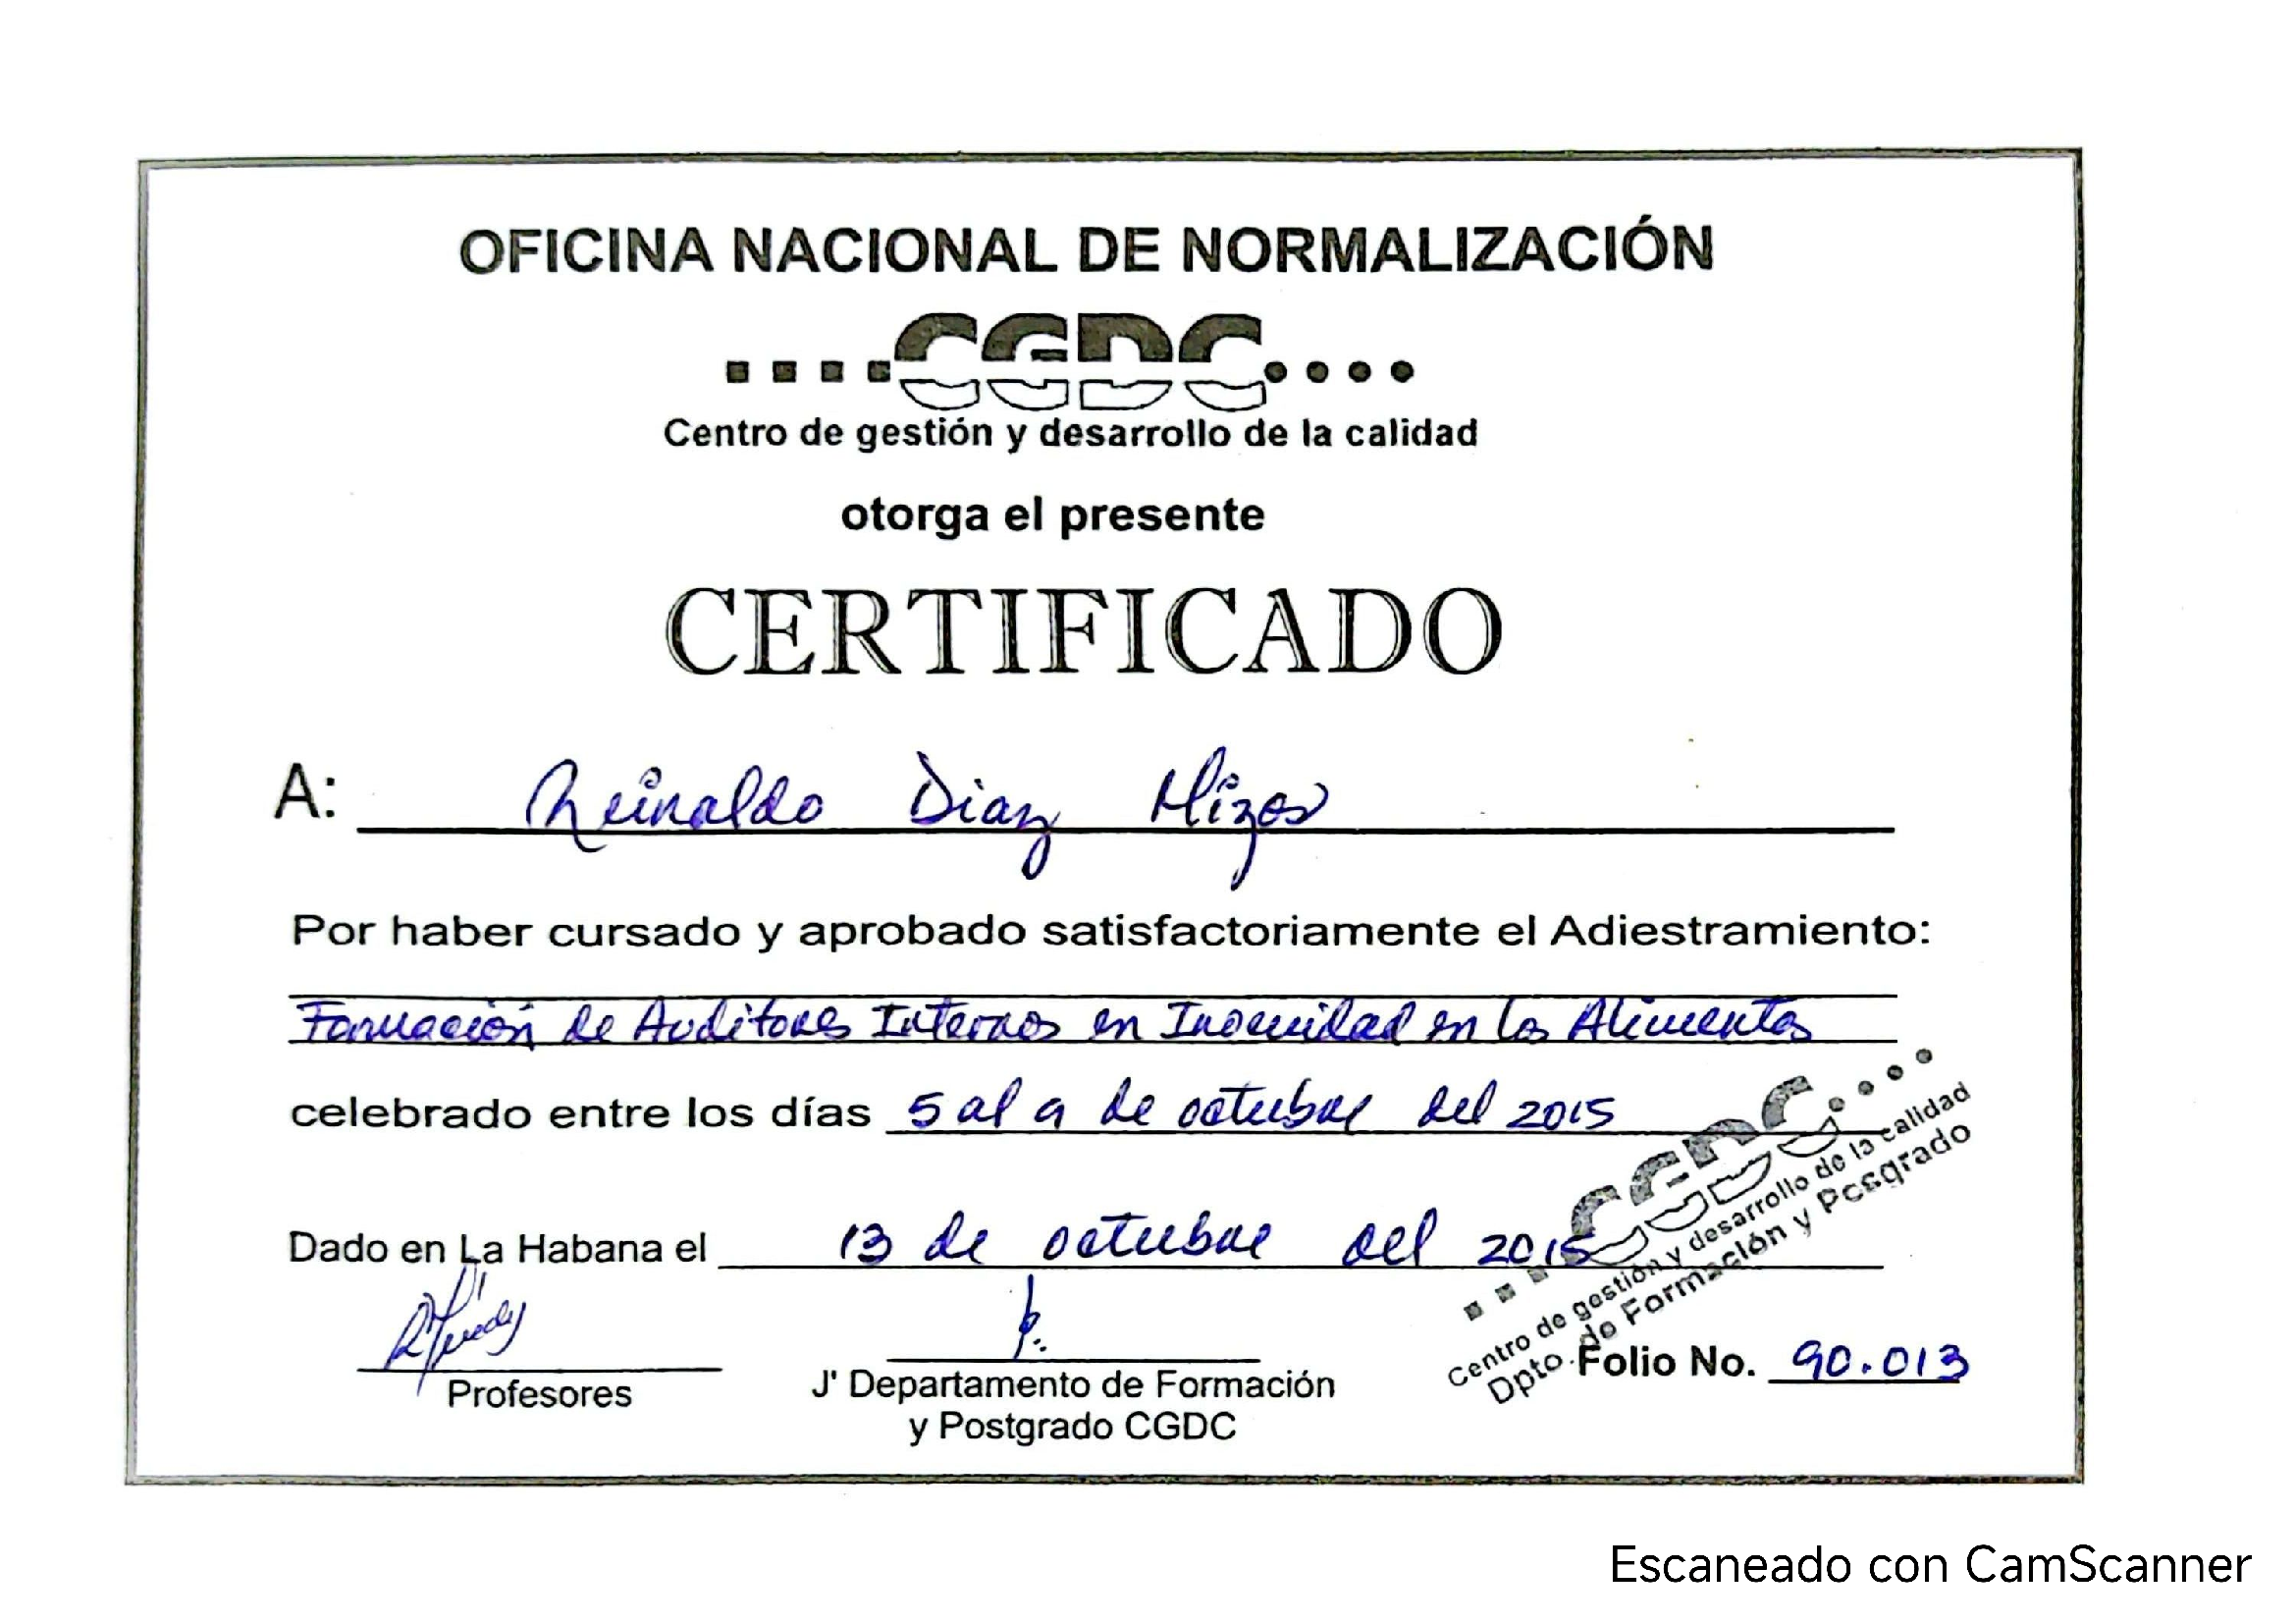 OFICINA NACIONAL DE NORMALIZACIÓN
CGDC
Centro de gestión y desarrollo de la calidad
otorga el presente
CERTIFICADO
A: Reinaldo Diaz
Por haber cursado y aprobado satisfactoriamente el Adiestramiento:
Formación de Auditores Internos en Inocuidad en los Alimentos
celebrado entre los días 5 al 9 de octubre del 2015
Dado en La Habana el 13 de octubre del 2015
CGDC
Centro de gestión y desarrollo de la calidad
Dpto. de Formación y Posgrado
Profesores
J' Departamento de Formación
y Postgrado CGDC
Folio No. 90.013
Escaneado con CamScanner